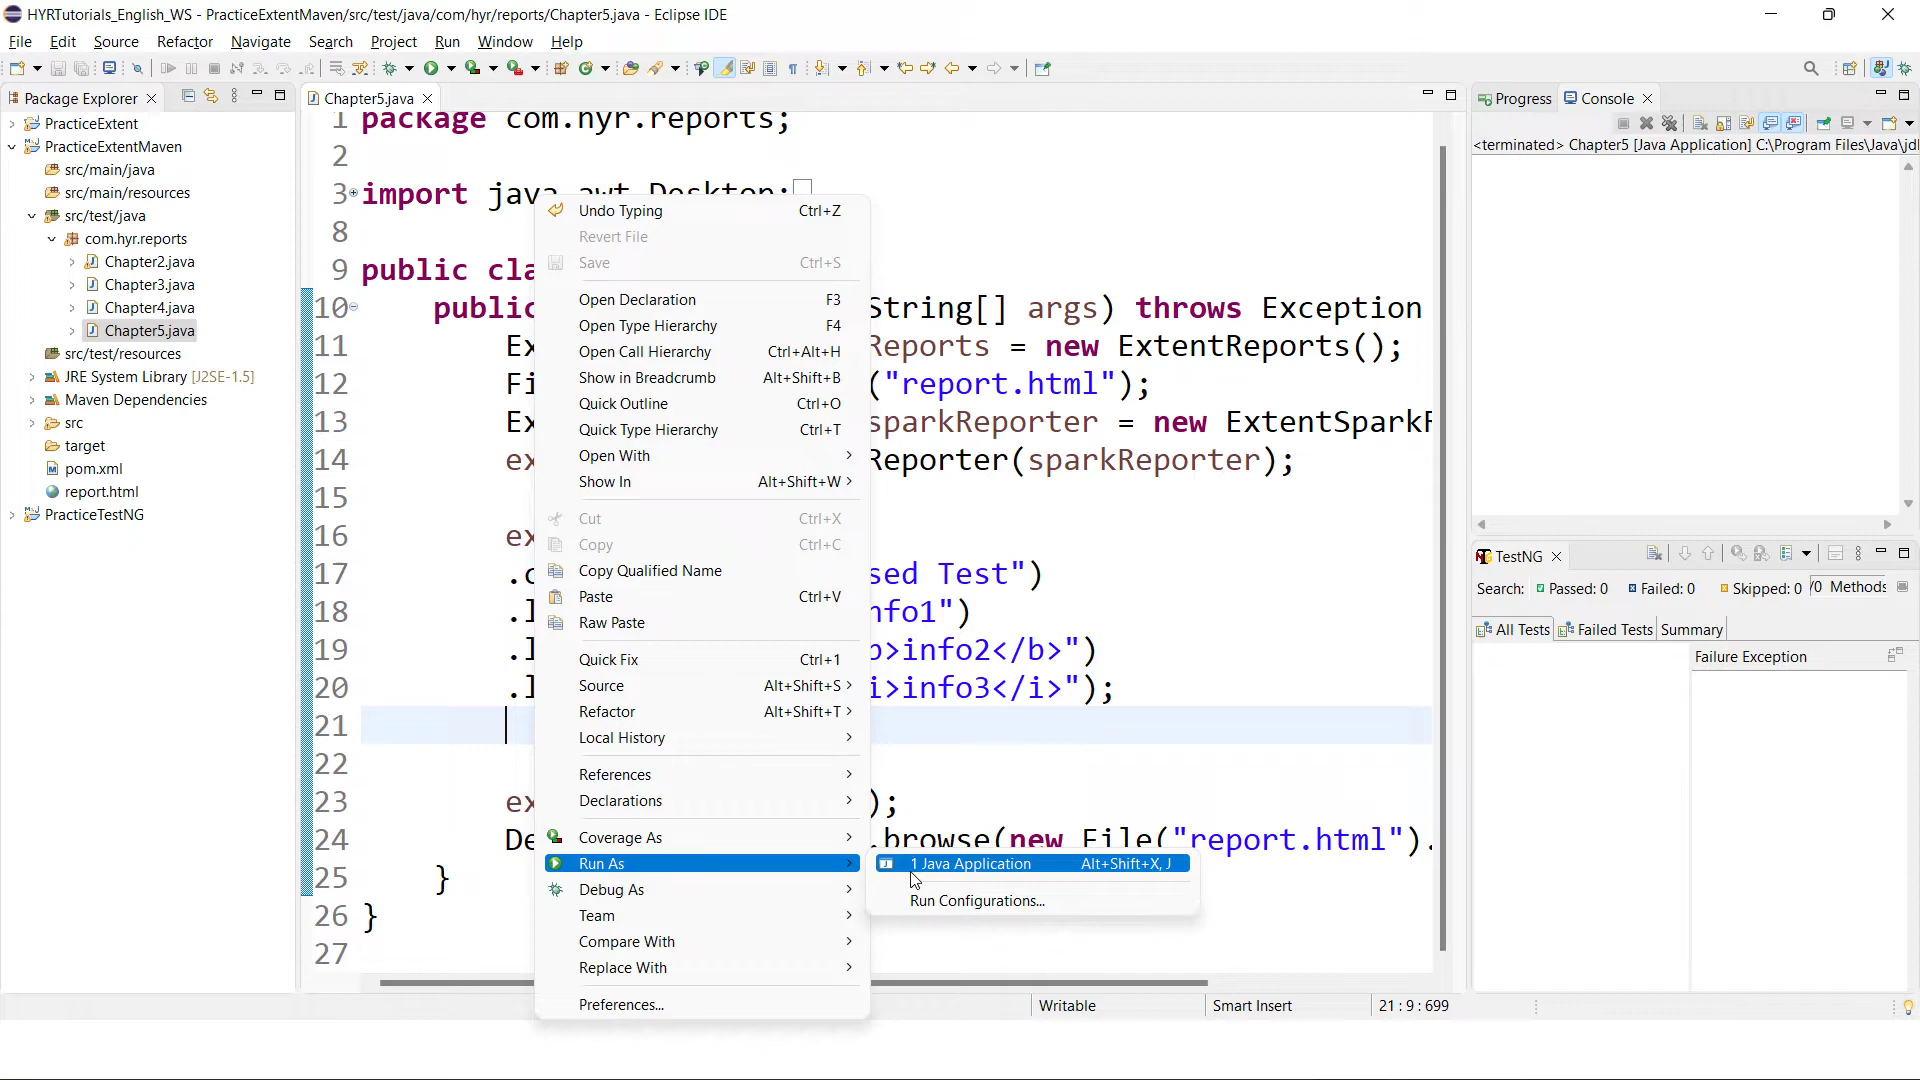 HYRTutorials_English_WS - PracticeExtentMaven/src/test/java/com/hyr/reports/Chapter5.java - Eclipse IDE
File Edit Source Refactor Navigate Search Project Run Window Help
Package Explorer
PracticeExtent
PracticeExtentMaven
src/main/java
src/main/resources
src/test/java
com.hyr.reports
Chapter2.java
Chapter3.java
Chapter4.java
Chapter5.java
src/test/resources
JRE System Library [J2SE-1.5]
Maven Dependencies
src
target
pom.xml
report.html
PracticeTestNG
Chapter5.java
1 package com.hyr.reports;
2
3 import java.awt.Desktop;
8
9 public cla
10 public String[] args) throws Exception
11 Ex Reports = new ExtentReports();
12 Fi ("report.html");
13 Ex sparkReporter = new ExtentSparkR
14 ex Reporter(sparkReporter);
15
16 ex
17 .c sed Test")
18 .l nfo1")
19 .l b>info2</b>")
20 .l i>info3</i>");
21
22
23 ex );
24 De .browse(new File("report.html").
25 }
26 }
27
Undo Typing Ctrl+Z
Revert File
Save Ctrl+S
Open Declaration F3
Open Type Hierarchy F4
Open Call Hierarchy Ctrl+Alt+H
Show in Breadcrumb Alt+Shift+B
Quick Outline Ctrl+O
Quick Type Hierarchy Ctrl+T
Open With
Show In Alt+Shift+W
Cut Ctrl+X
Copy Ctrl+C
Copy Qualified Name
Paste Ctrl+V
Raw Paste
Quick Fix Ctrl+1
Source Alt+Shift+S
Refactor Alt+Shift+T
Local History
References
Declarations
Coverage As
Run As
Debug As
Team
Compare With
Replace With
Preferences...
1 Java Application Alt+Shift+X, J
Run Configurations...
Progress Console
<terminated> Chapter5 [Java Application] C:\Program Files\Java\jd
TestNG
Search: Passed: 0 Failed: 0 Skipped: 0 /0 Methods
All Tests Failed Tests Summary
Failure Exception
Writable Smart Insert 21 : 9 : 699